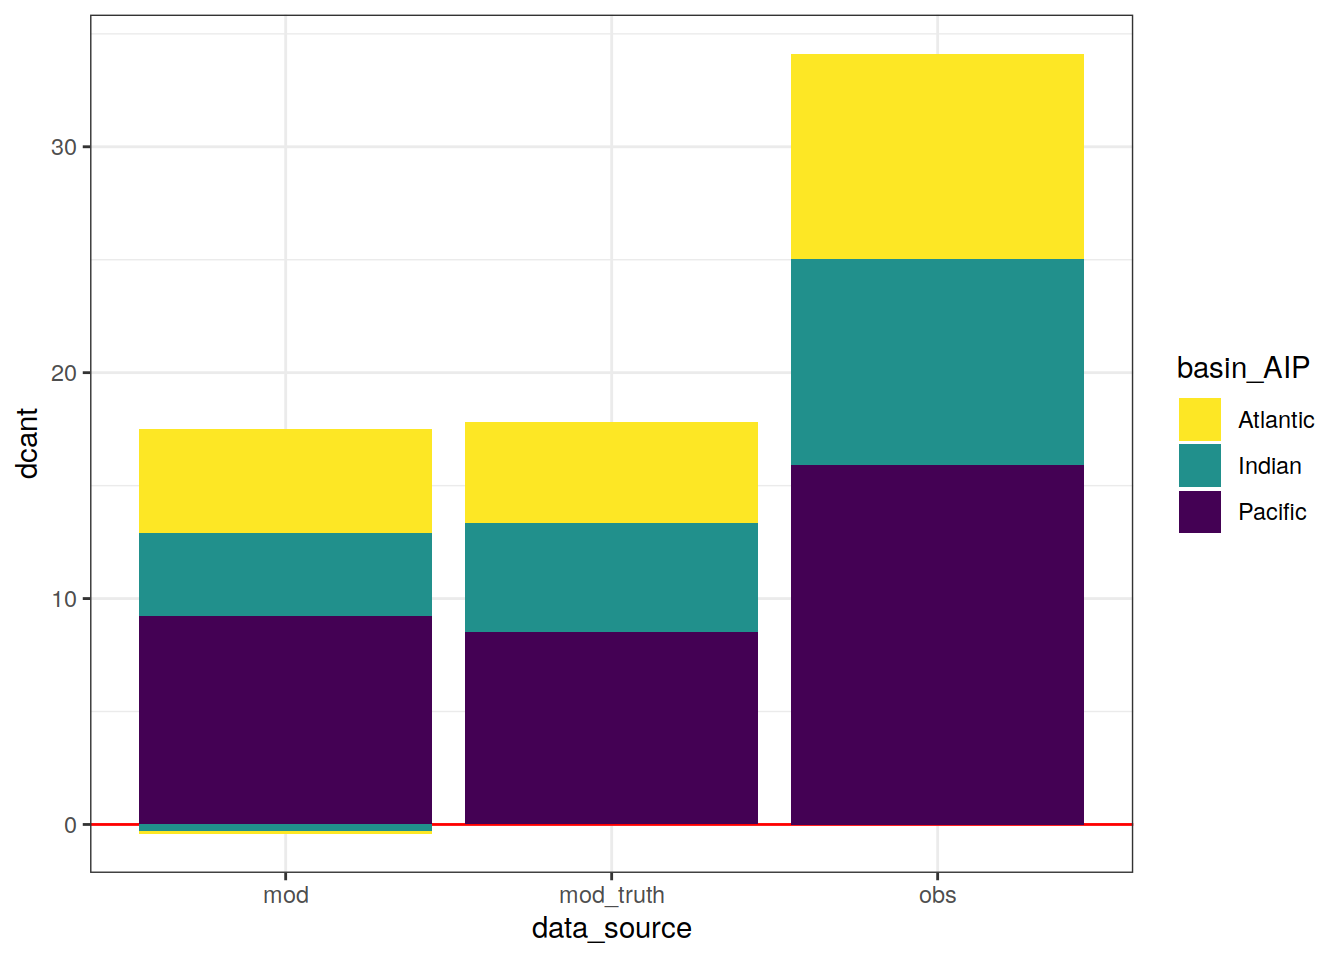 30
20
10
0
dcant
mod
mod_truth
obs
data_source
basin_AIP
Atlantic
Indian
Pacific